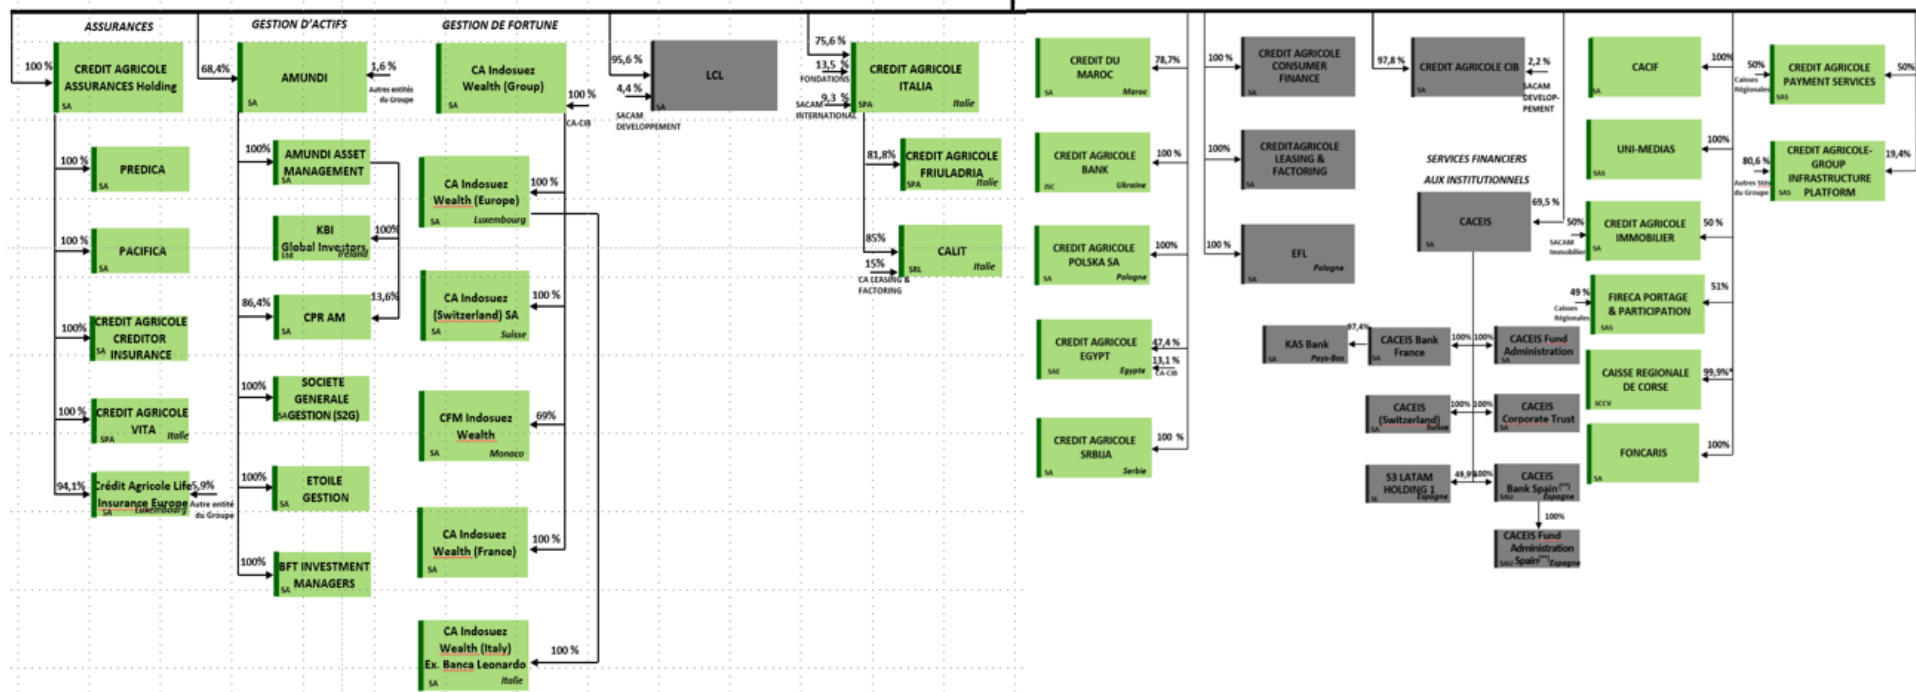 ASSURANCES
100 %
CREDIT AGRICOLE
ASSURANCES Holding
SA
100 %
PREDICA
SA
100 %
PACIFICA
SA
100%
CREDIT AGRICOLE
CREDITOR
INSURANCE
SA
100 %
CREDIT AGRICOLE
VITA
SPA
Italie
94,1%
Crédit Agricole Life
Insurance Europe
SA
Luxembourg
5,9%
Autre entité
du Groupe
GESTION D'ACTIFS
68,4%
AMUNDI
SA
1,6 %
Autres entités
du Groupe
100%
AMUNDI ASSET
MANAGEMENT
SA
KBI
Global Investors
Ltd
Ireland
100%
86,4%
CPR AM
SA
13,6%
100%
SOCIETE
GENERALE
GESTION (S2G)
SA
100%
ETOILE
GESTION
SA
100%
BFT INVESTMENT
MANAGERS
SA
GESTION DE FORTUNE
CA Indosuez
Wealth (Group)
SA
100 %
CA-CIB
CA Indosuez
Wealth (Europe)
SA
Luxembourg
100 %
CA Indosuez
(Switzerland) SA
SA
Suisse
100 %
CFM Indosuez
Wealth
SA
Monaco
69%
CA Indosuez
Wealth (France)
SA
100 %
CA Indosuez
Wealth (Italy)
Ex. Banca Leonardo
SA
Italie
100 %
95,6 %
LCL
SA
4,4 %
SACAM
DEVELOPPEMENT
75,6 %
13,5 %
FONDATIONS
9,3 %
SACAM
INTERNATIONAL
CREDIT AGRICOLE
ITALIA
SPA
Italie
81,8%
CREDIT AGRICOLE
FRIULADRIA
SPA
Italie
85%
CALIT
SRL
Italie
15%
CA LEASING &
FACTORING
CREDIT DU
MAROC
SA
Maroc
78,7%
CREDIT AGRICOLE
BANK
JSC
Ukraine
100 %
CREDIT AGRICOLE
POLSKA SA
SA
Pologne
100%
CREDIT AGRICOLE
EGYPT
SAE
Egypte
47,4 %
13,1 %
CA-CIB
CREDIT AGRICOLE
SRBIJA
SA
Serbie
100 %
100 %
CREDIT AGRICOLE
CONSUMER
FINANCE
SA
100%
CREDITAGRICOLE
LEASING &
FACTORING
SA
100 %
EFL
SA
Pologne
97,8 %
CREDIT AGRICOLE CIB
SA
2,2 %
SACAM
DEVELOP-
PEMENT
SERVICES FINANCIERS
AUX INSTITUTIONNELS
CACEIS
SA
69,5 %
KAS Bank
SA
Pays-Bas
97,4%
CACEIS Bank
France
SA
100%
100%
CACEIS Fund
Administration
SA
CACEIS
(Switzerland)
SA
Suisse
100%
100%
CACEIS
Corporate Trust
SA
S3 LATAM
HOLDING 1
SL
Espagne
49,9%
100%
CACEIS
Bank Spain(**)
SAU
Espagne
100%
CACEIS Fund
Administration
Spain(**)
SAU
Espagne
CACIF
SA
100%
UNI-MEDIAS
SAS
100%
50%
SACAM
Immobilier
CREDIT AGRICOLE
IMMOBILIER
SA
50 %
49 %
Caisses
Régionales
FIRECA PORTAGE
& PARTICIPATION
SAS
51%
CAISSE REGIONALE
DE CORSE
SCCV
99,9%*
FONCARIS
SA
100%
50%
Caisses
Régionales
CREDIT AGRICOLE
PAYMENT SERVICES
SAS
50%
80,6 %
Autres Stés
du Groupe
CREDIT AGRICOLE-
GROUP
INFRASTRUCTURE
PLATFORM
SAS
19,4%